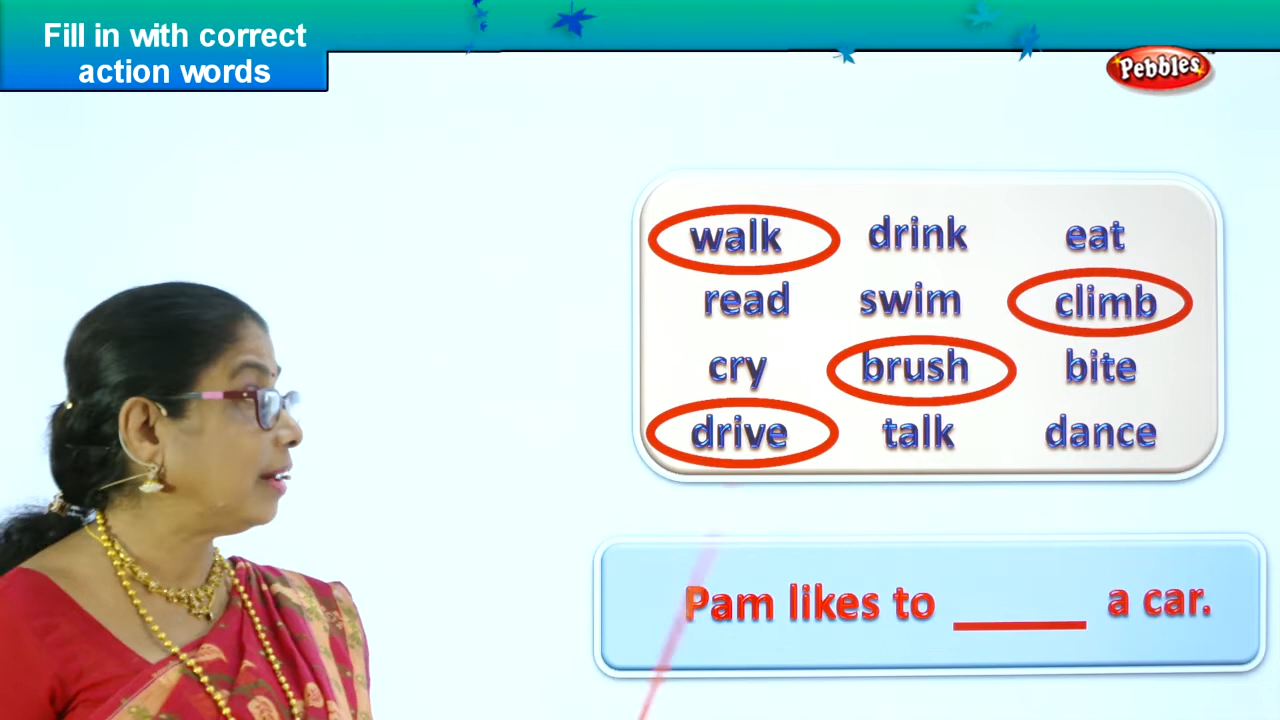 Fill in with correct
action words
Pebbles
walk drink eat
read swim climb
cry brush bite
drive talk dance
Pam likes to ______ a car.